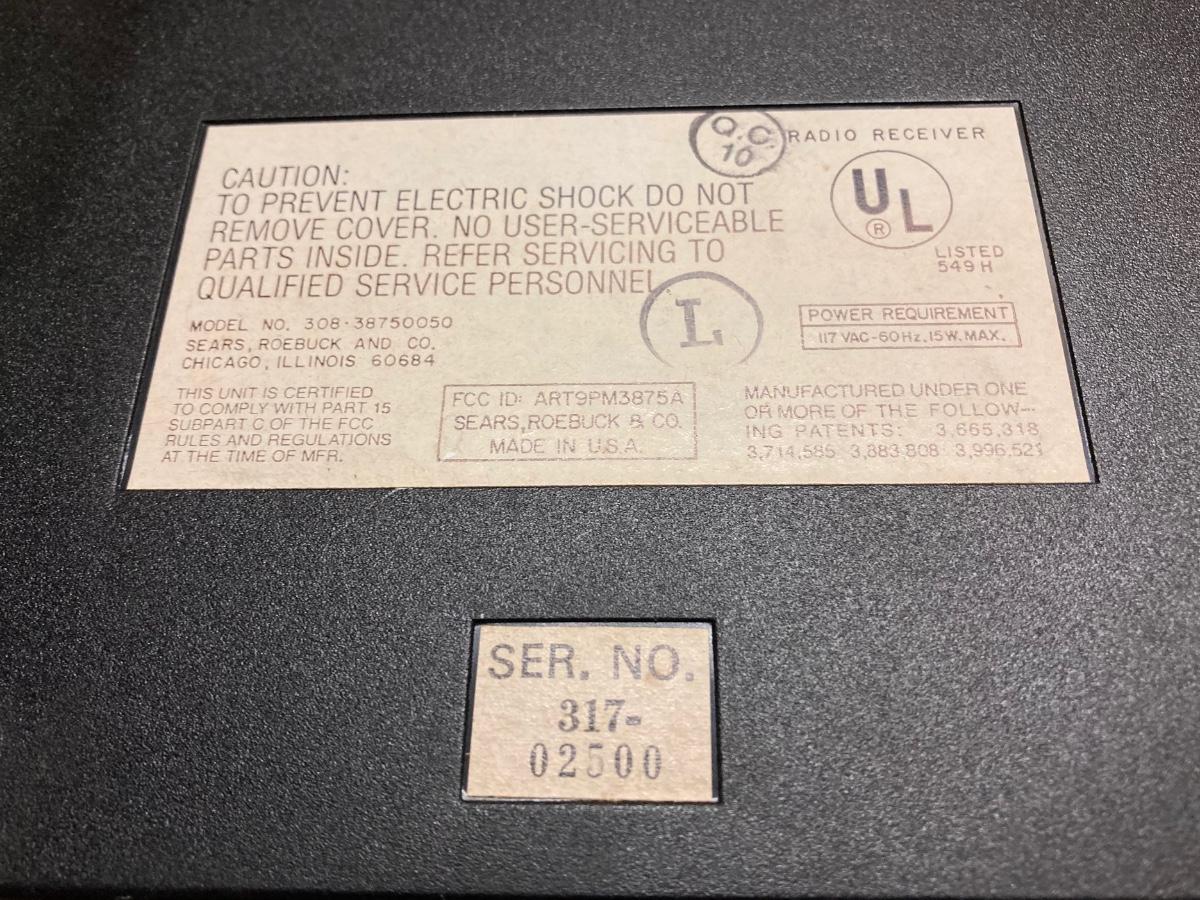 Q.C.
10
RADIO RECEIVER
CAUTION:
TO PREVENT ELECTRIC SHOCK DO NOT
REMOVE COVER. NO USER-SERVICEABLE
PARTS INSIDE. REFER SERVICING TO
QUALIFIED SERVICE PERSONNEL
UL
®
LISTED
549H
L
MODEL NO. 308·38750050
SEARS, ROEBUCK AND CO.
CHICAGO, ILLINOIS 60684
POWER REQUIREMENT
117 VAC-60Hz, 15W. MAX.
THIS UNIT IS CERTIFIED
TO COMPLY WITH PART 15
SUBPART C OF THE FCC
RULES AND REGULATIONS
AT THE TIME OF MFR.
FCC ID: ART9PM3875A
SEARS, ROEBUCK & CO.
MADE IN U.S.A.
MANUFACTURED UNDER ONE
OR MORE OF THE FOLLOW-
ING PATENTS: 3,665,318
3,714,585 3,883,808 3,996,521
SER. NO.
317-
02500